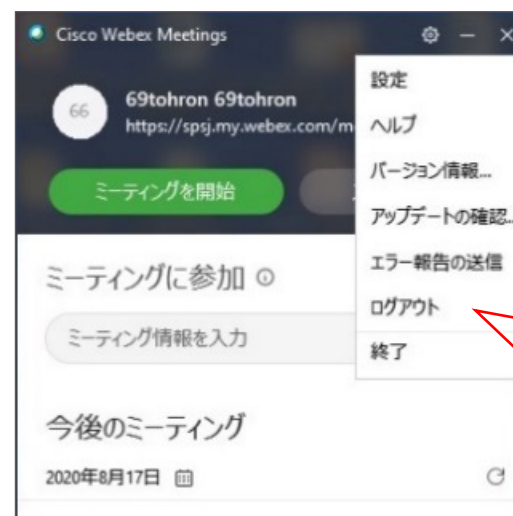 Cisco Webex Meetings
66
69tohron 69tohron
https://spsj.my.webex.com/m
ミーティングを開始
設定
ヘルプ
バージョン情報...
アップデートの確認..
エラー報告の送信
ログアウト
終了
ミーティングに参加
ミーティング情報を入力
今後のミーティング
2020年8月17日